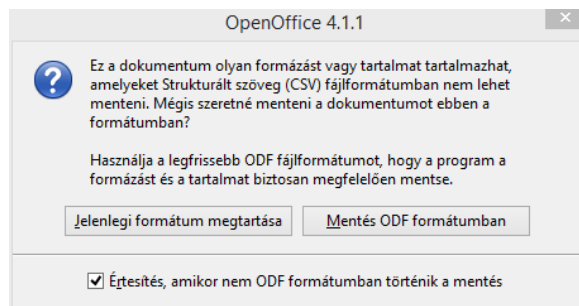 OpenOffice 4.1.1
Ez a dokumentum olyan formázást vagy tartalmat tartalmazhat,
amelyeket Strukturált szöveg (CSV) fájlformátumban nem lehet
menteni. Mégis szeretné menteni a dokumentumot ebben a
formátumban?
Használja a legfrissebb ODF fájlformátumot, hogy a program a
formázást és a tartalmat biztosan megfelelően mentse.
Jelenlegi formátum megtartása
Mentés ODF formátumban
Értesítés, amikor nem ODF formátumban történik a mentés